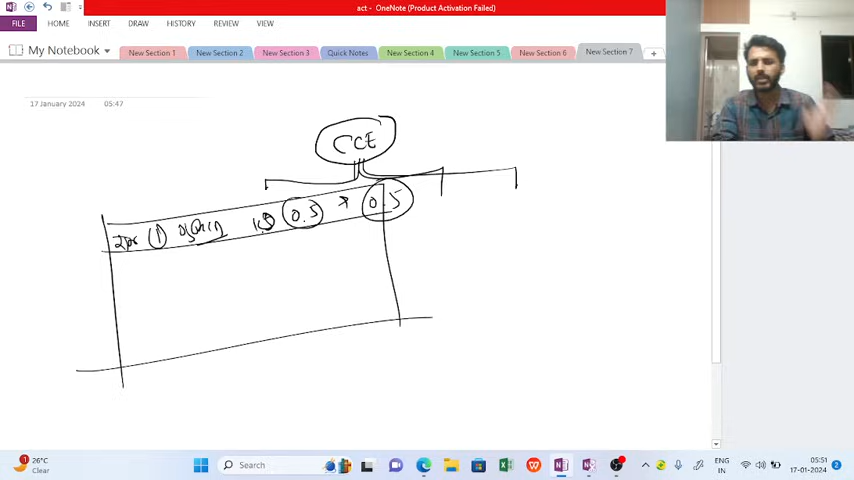 act - OneNote (Product Activation Failed)
FILE HOME INSERT DRAW HISTORY REVIEW VIEW
My Notebook New Section 1 New Section 2 New Section 3 Quick Notes New Section 4 New Section 5 New Section 6 New Section 7
17 January 2024 05:47
CCE
1 0.5 * 0.5
1
26°C
Clear
Search
ENG
IN
05:51
17-01-2024
2